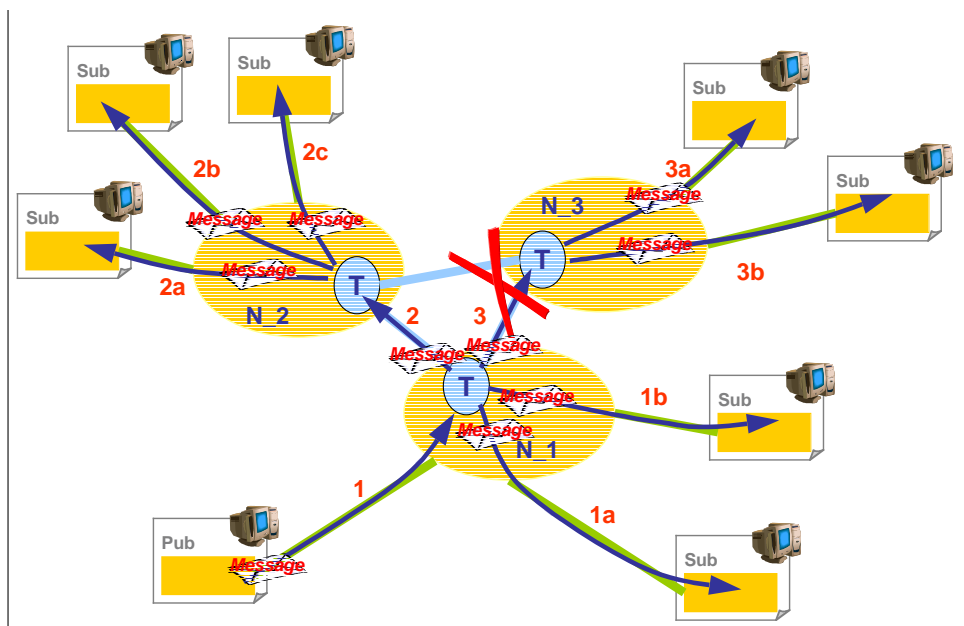 Sub
Sub
Sub
2b
2c
3a
Sub
Sub
Message
Message
Message
N_3
Message
T
3b
2a
Message
T
N_2
2
3
Message
Message
T
Message
1b
Sub
Message
N_1
1
1a
Pub
Message
Sub